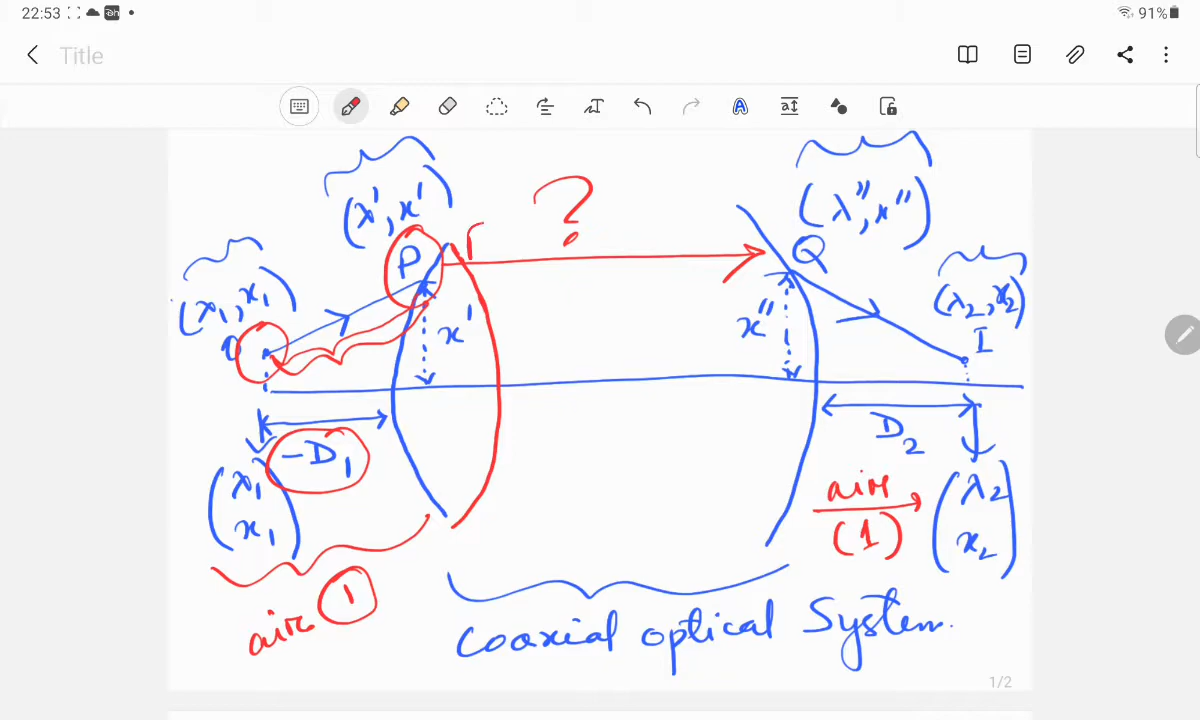 22:53
91%
Title
(λ', x')
?
(λ'', x'')
P
Q
(λ₁, x₁)
(λ₂, x₂)
x'
x''
I
-D₁
D₂
(λ₁
x₁)
air
(1)
(λ₂
x₂)
air 1
Coaxial optical System.
1/2